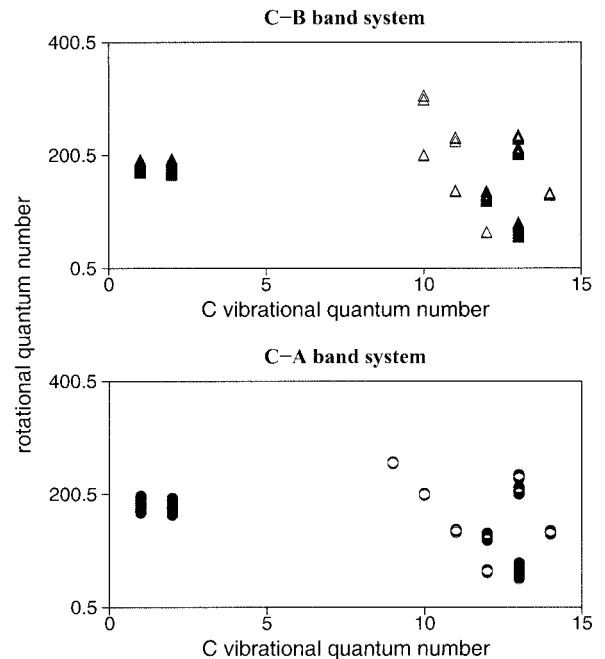 C−B band system
400.5
200.5
0.5
0 5 10 15
C vibrational quantum number
rotational quantum number
C−A band system
400.5
200.5
0.5
0 5 10 15
C vibrational quantum number